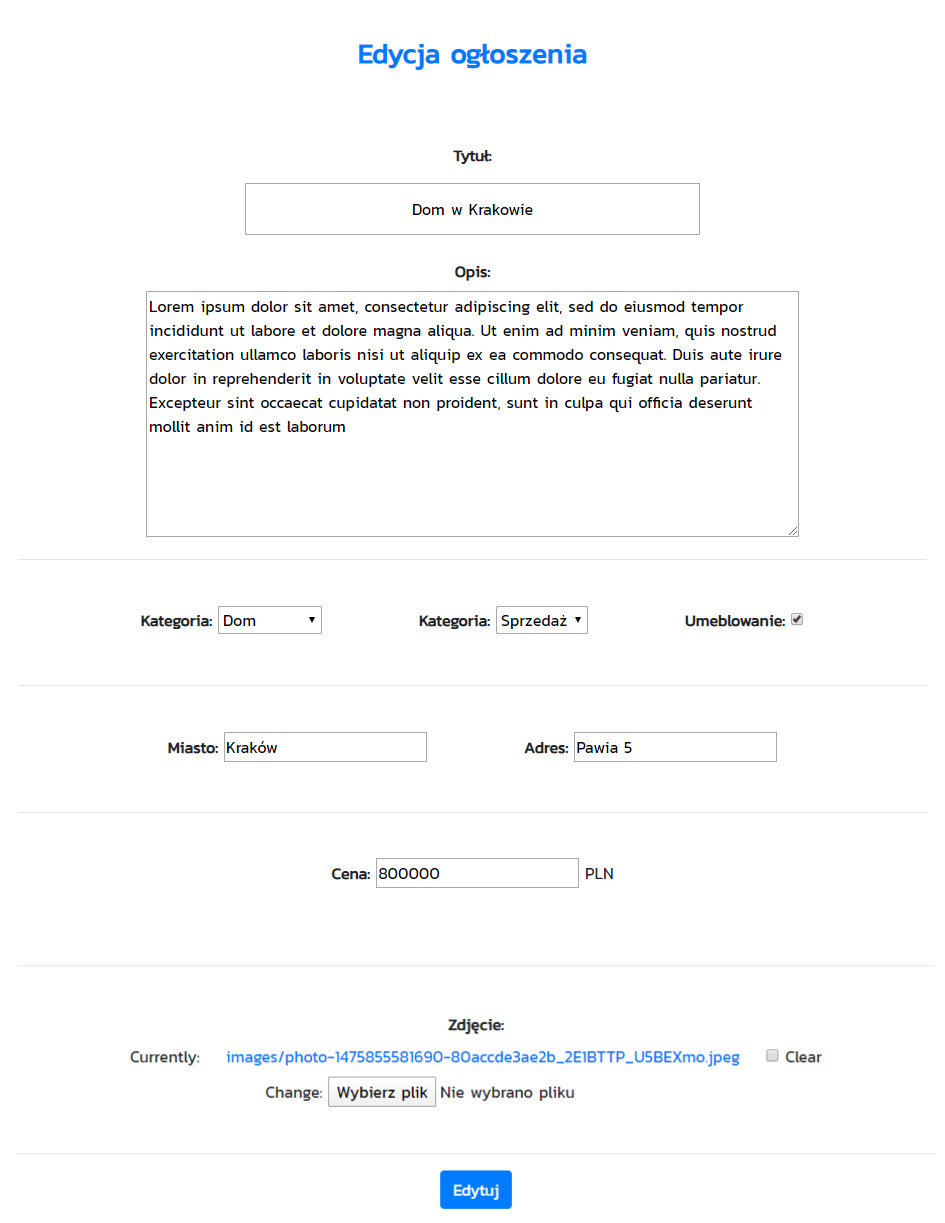 Edycja ogłoszenia
Tytuł:
Dom w Krakowie
Opis:
Lorem ipsum dolor sit amet, consectetur adipiscing elit, sed do eiusmod tempor
incididunt ut labore et dolore magna aliqua. Ut enim ad minim veniam, quis nostrud
exercitation ullamco laboris nisi ut aliquip ex ea commodo consequat. Duis aute irure
dolor in reprehenderit in voluptate velit esse cillum dolore eu fugiat nulla pariatur.
Excepteur sint occaecat cupidatat non proident, sunt in culpa qui officia deserunt
mollit anim id est laborum
Kategoria: Dom Kategoria: Sprzedaż Umeblowanie:
Miasto: Kraków Adres: Pawia 5
Cena: 800000 PLN
Zdjęcie:
Currently: images/photo-1475855581690-80accde3ae2b_2E1BTTP_U5BEXmo.jpeg Clear
Change: Wybierz plik Nie wybrano pliku
Edytuj